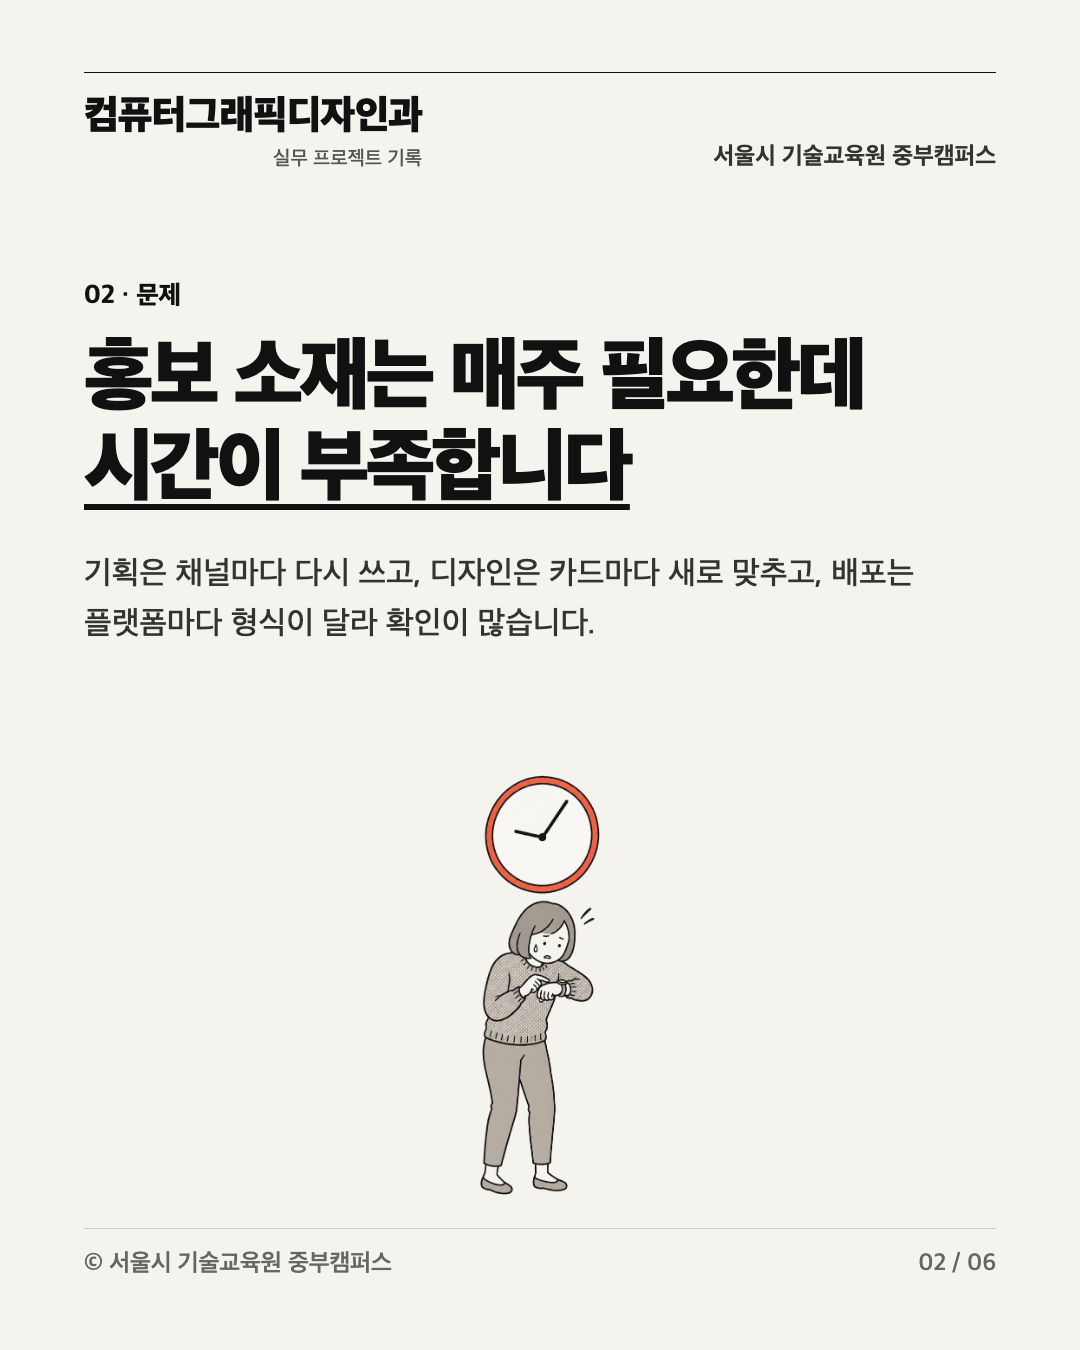 컴퓨터그래픽디자인과
실무 프로젝트 기록
서울시 기술교육원 중부캠퍼스
02 · 문제
홍보 소재는 매주 필요한데
시간이 부족합니다
기획은 채널마다 다시 쓰고, 디자인은 카드마다 새로 맞추고, 배포는
플랫폼마다 형식이 달라 확인이 많습니다.
© 서울시 기술교육원 중부캠퍼스
02 / 06